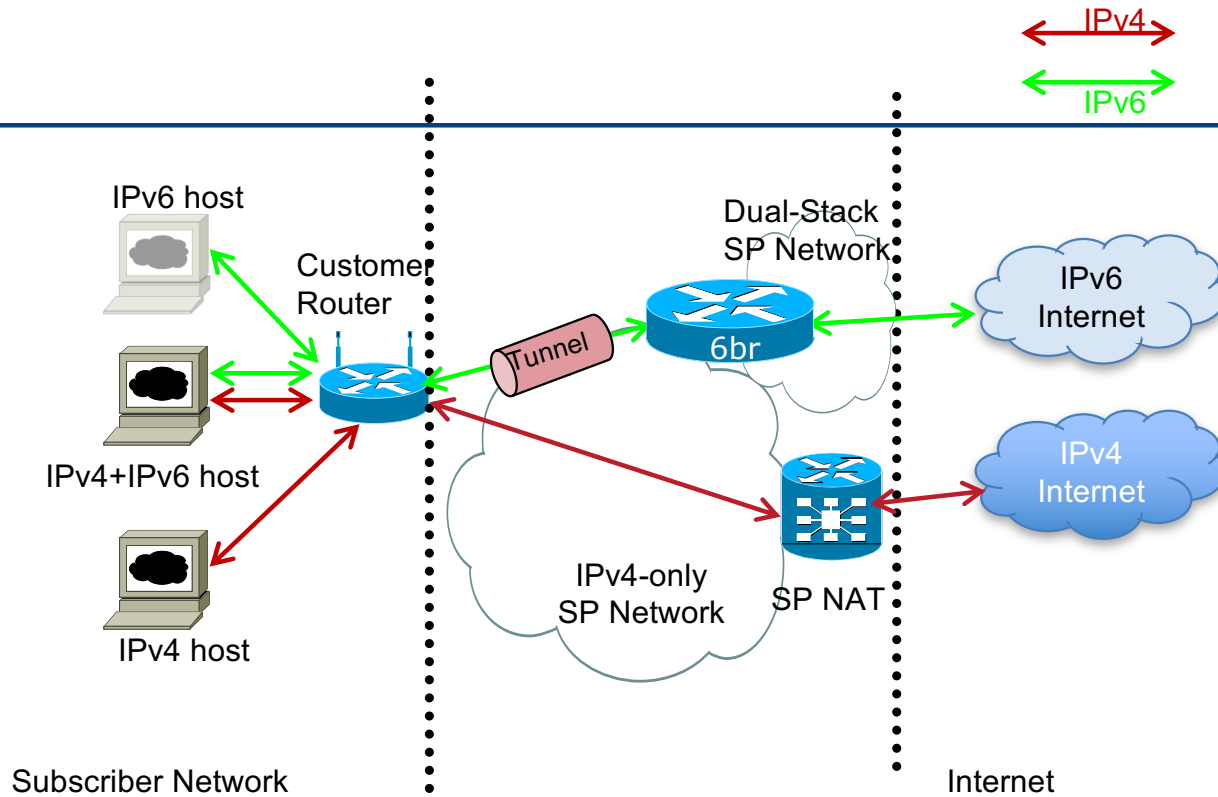 IPv4
IPv6
IPv6 host
Customer
Router
IPv4+IPv6 host
IPv4 host
Tunnel
Dual-Stack
SP Network
6br
IPv4-only
SP Network
SP NAT
IPv6
Internet
IPv4
Internet
Subscriber Network
Internet